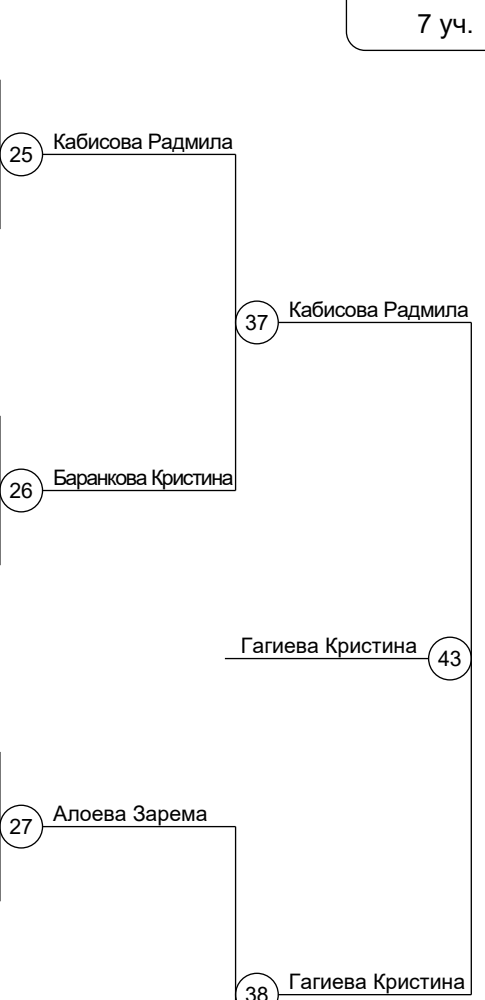 7 уч.
25 Кабисова Радмила
37 Кабисова Радмила
26 Баранкова Кристина
Гагиева Кристина 43
27 Алоева Зарема
38 Гагиева Кристина